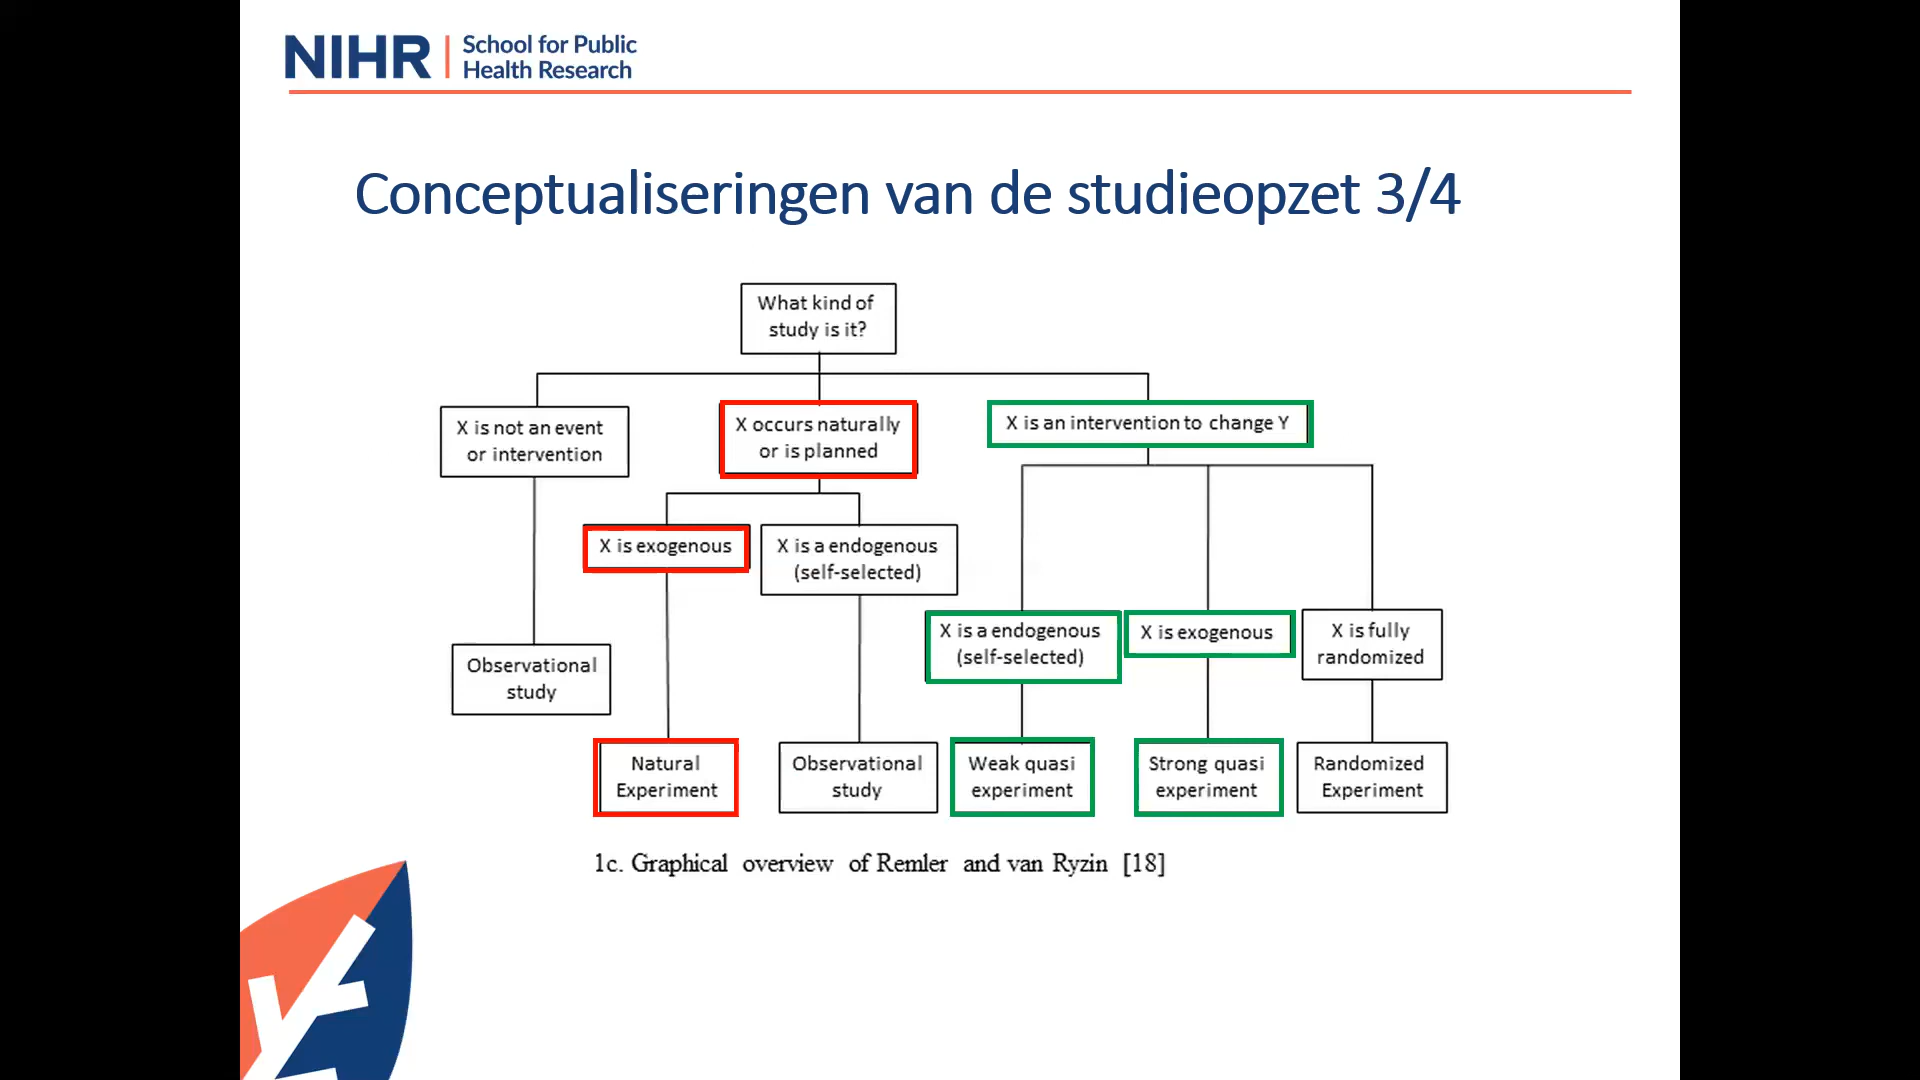 NIHR
School for Public
Health Research
Conceptualiseringen van de studieopzet 3/4
What kind of
study is it?
X is not an event
or intervention
X occurs naturally
or is planned
X is an intervention to change Y
X is exogenous
X is a endogenous
(self-selected)
X is a endogenous
(self-selected)
X is exogenous
X is fully
randomized
Observational
study
Natural
Experiment
Observational
study
Weak quasi
experiment
Strong quasi
experiment
Randomized
Experiment
1c. Graphical overview of Remler and van Ryzin [18]